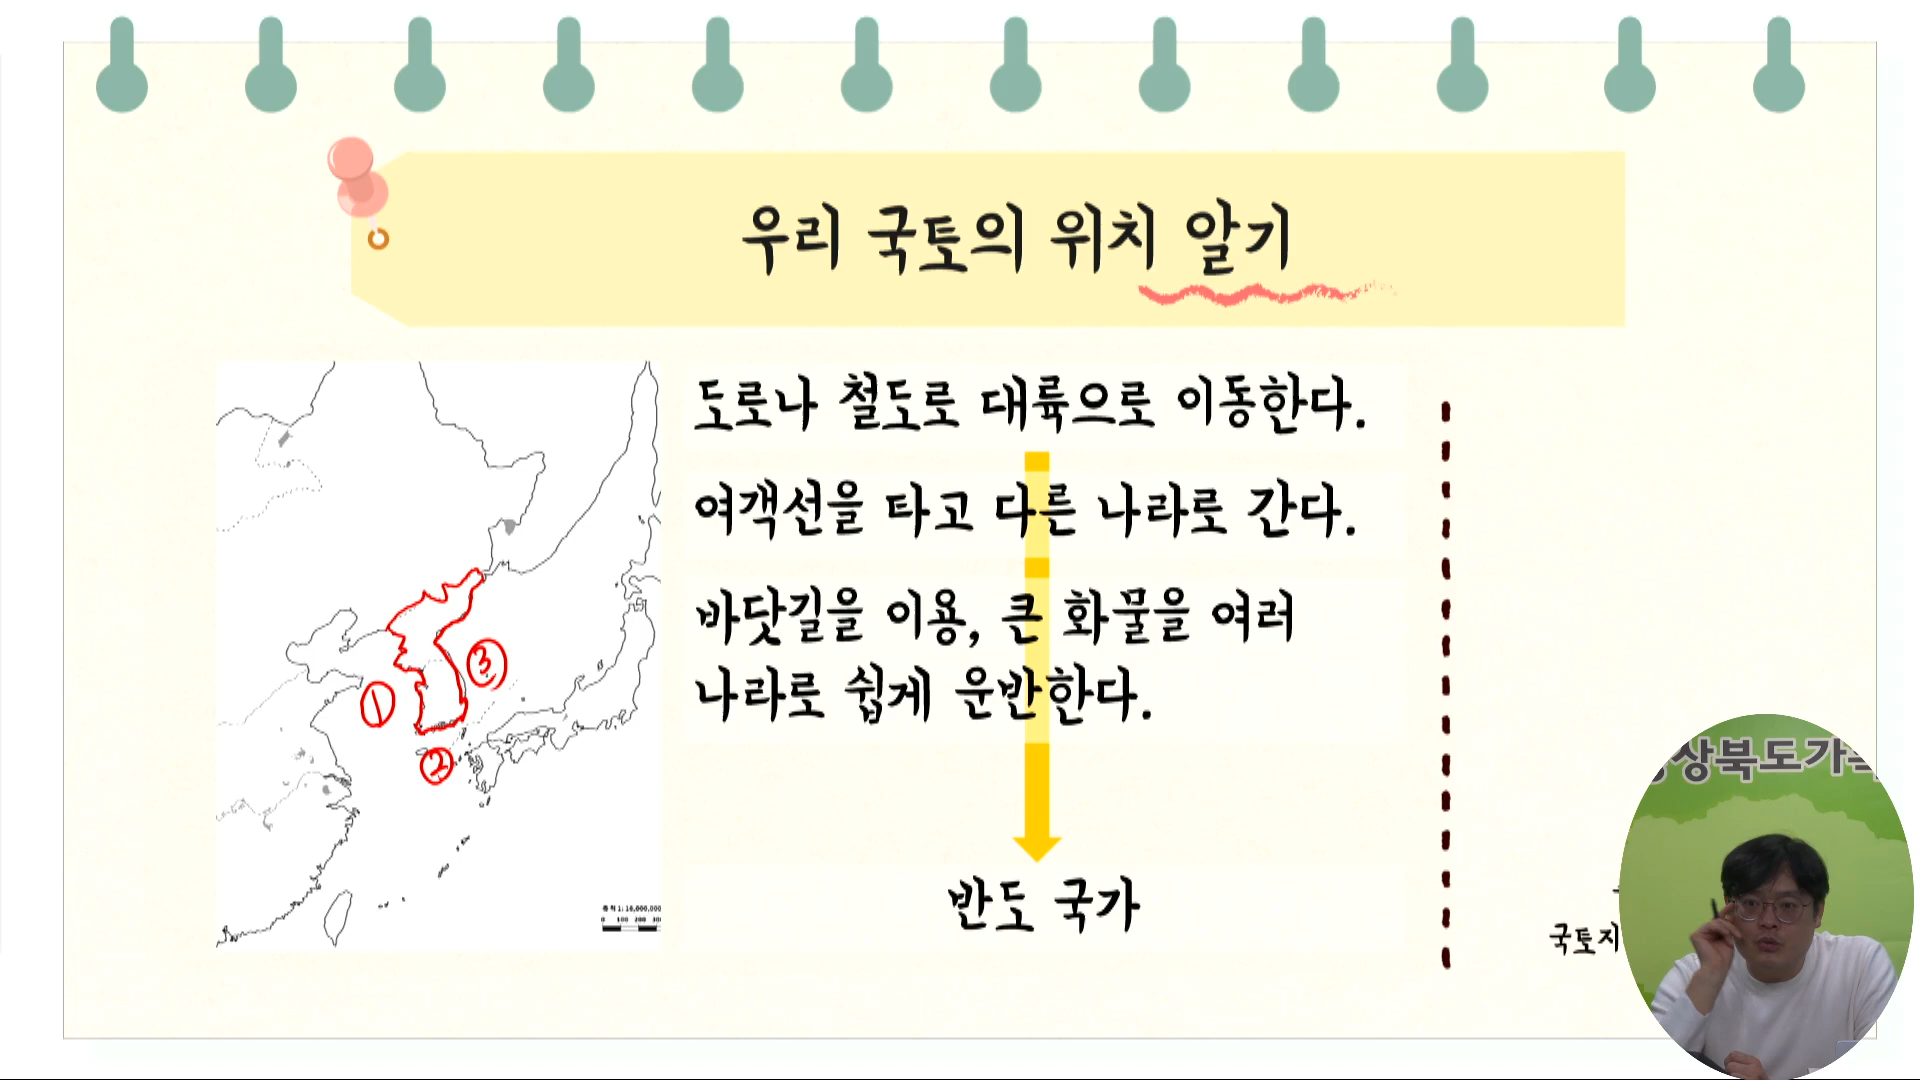 우리 국토의 위치 알기
도로나 철도로 대륙으로 이동한다.
여객선을 타고 다른 나라로 간다.
바닷길을 이용, 큰 화물을 여러
나라로 쉽게 운반한다.
반도 국가
①
②
③
국토지
상북도가